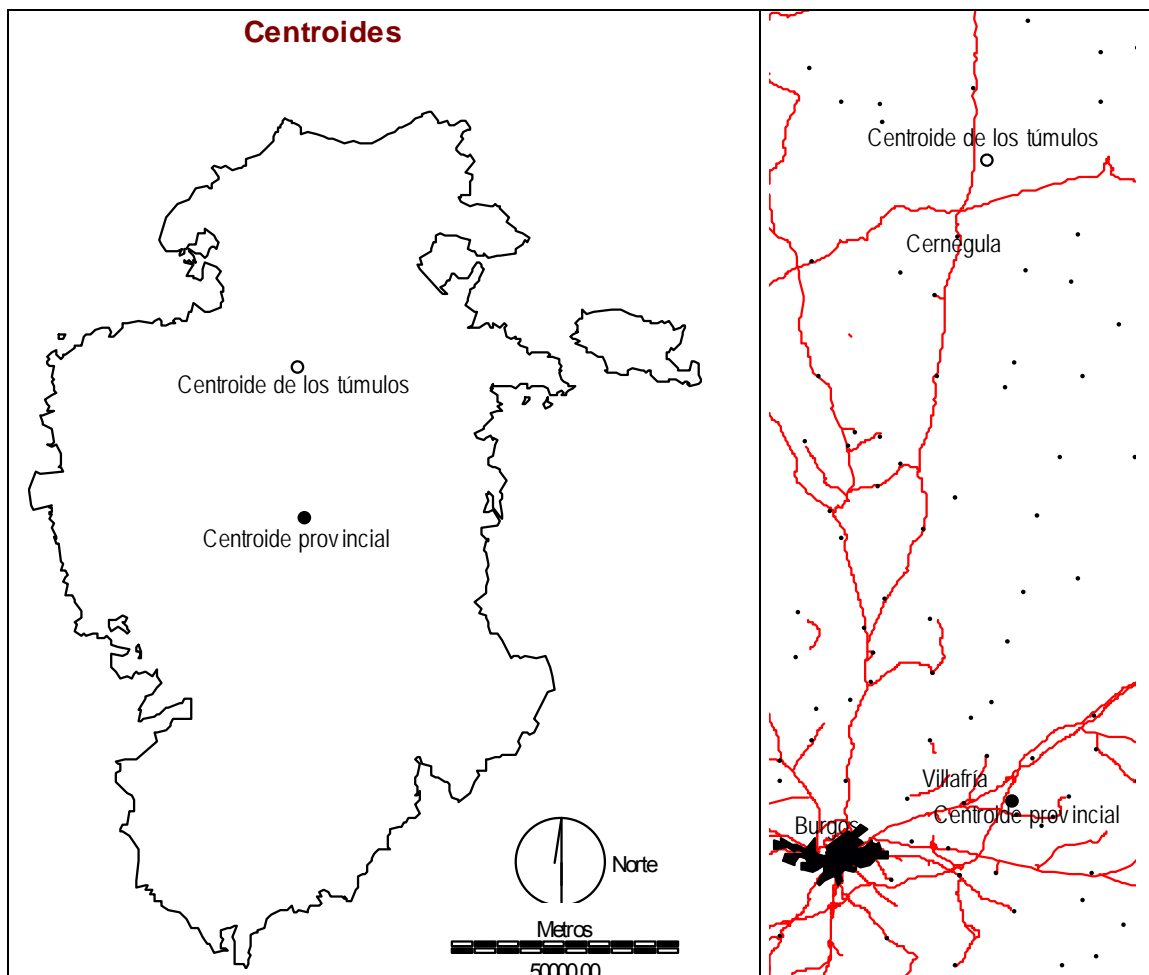 Centroides
Centroide de los túmulos
Centroide provincial
Norte
Metros
50000.00
Centroide de los túmulos
Cernégula
Villafría
Centroide provincial
Burgos